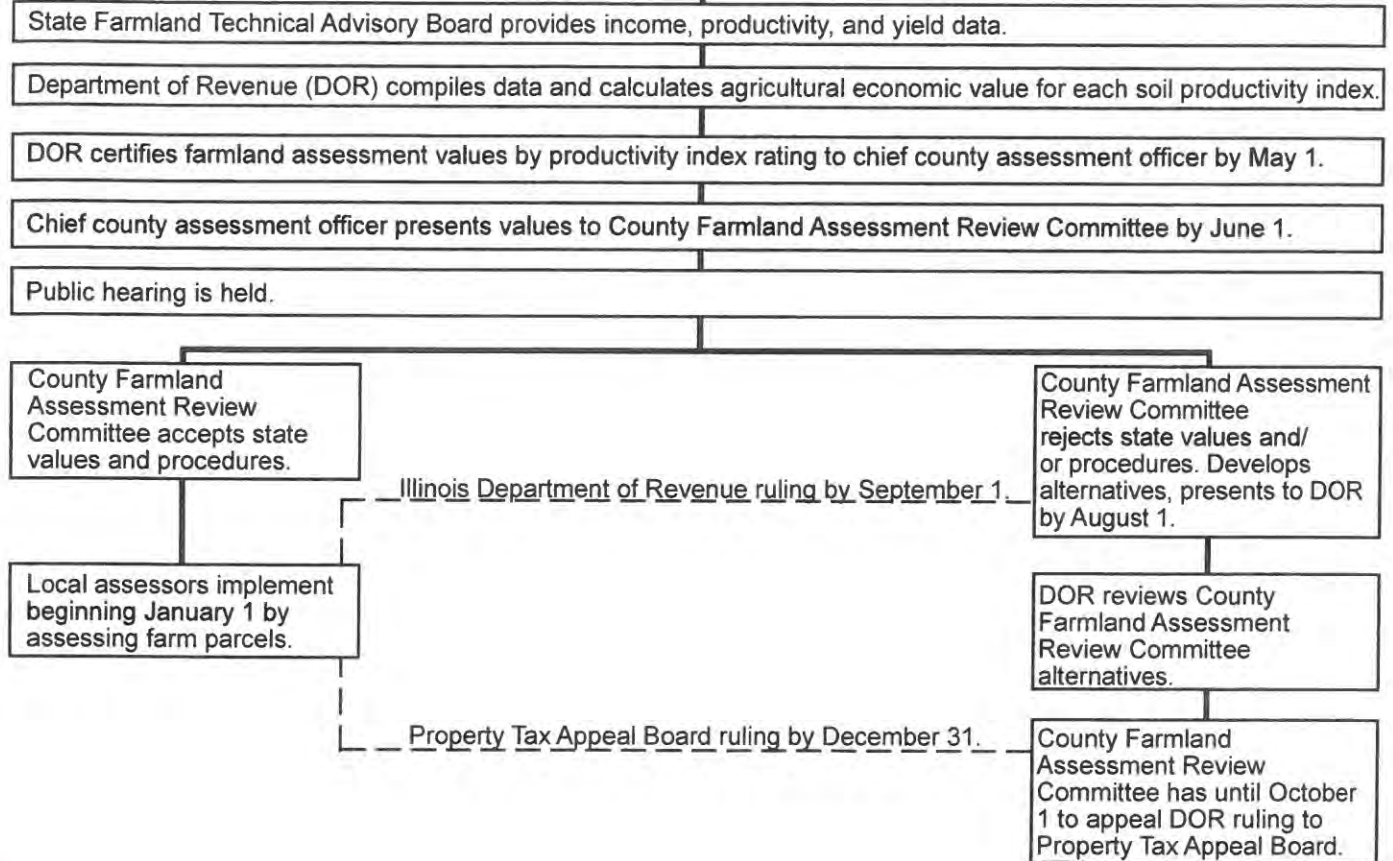 State Farmland Technical Advisory Board provides income, productivity, and yield data.
Department of Revenue (DOR) compiles data and calculates agricultural economic value for each soil productivity index.
DOR certifies farmland assessment values by productivity index rating to chief county assessment officer by May 1.
Chief county assessment officer presents values to County Farmland Assessment Review Committee by June 1.
Public hearing is held.
County Farmland
Assessment Review
Committee accepts state
values and procedures.
Illinois Department of Revenue ruling by September 1.
County Farmland Assessment
Review Committee
rejects state values and/
or procedures. Develops
alternatives, presents to DOR
by August 1.
Local assessors implement
beginning January 1 by
assessing farm parcels.
DOR reviews County
Farmland Assessment
Review Committee
alternatives.
Property Tax Appeal Board ruling by December 31.
County Farmland
Assessment Review
Committee has until October
1 to appeal DOR ruling to
Property Tax Appeal Board.